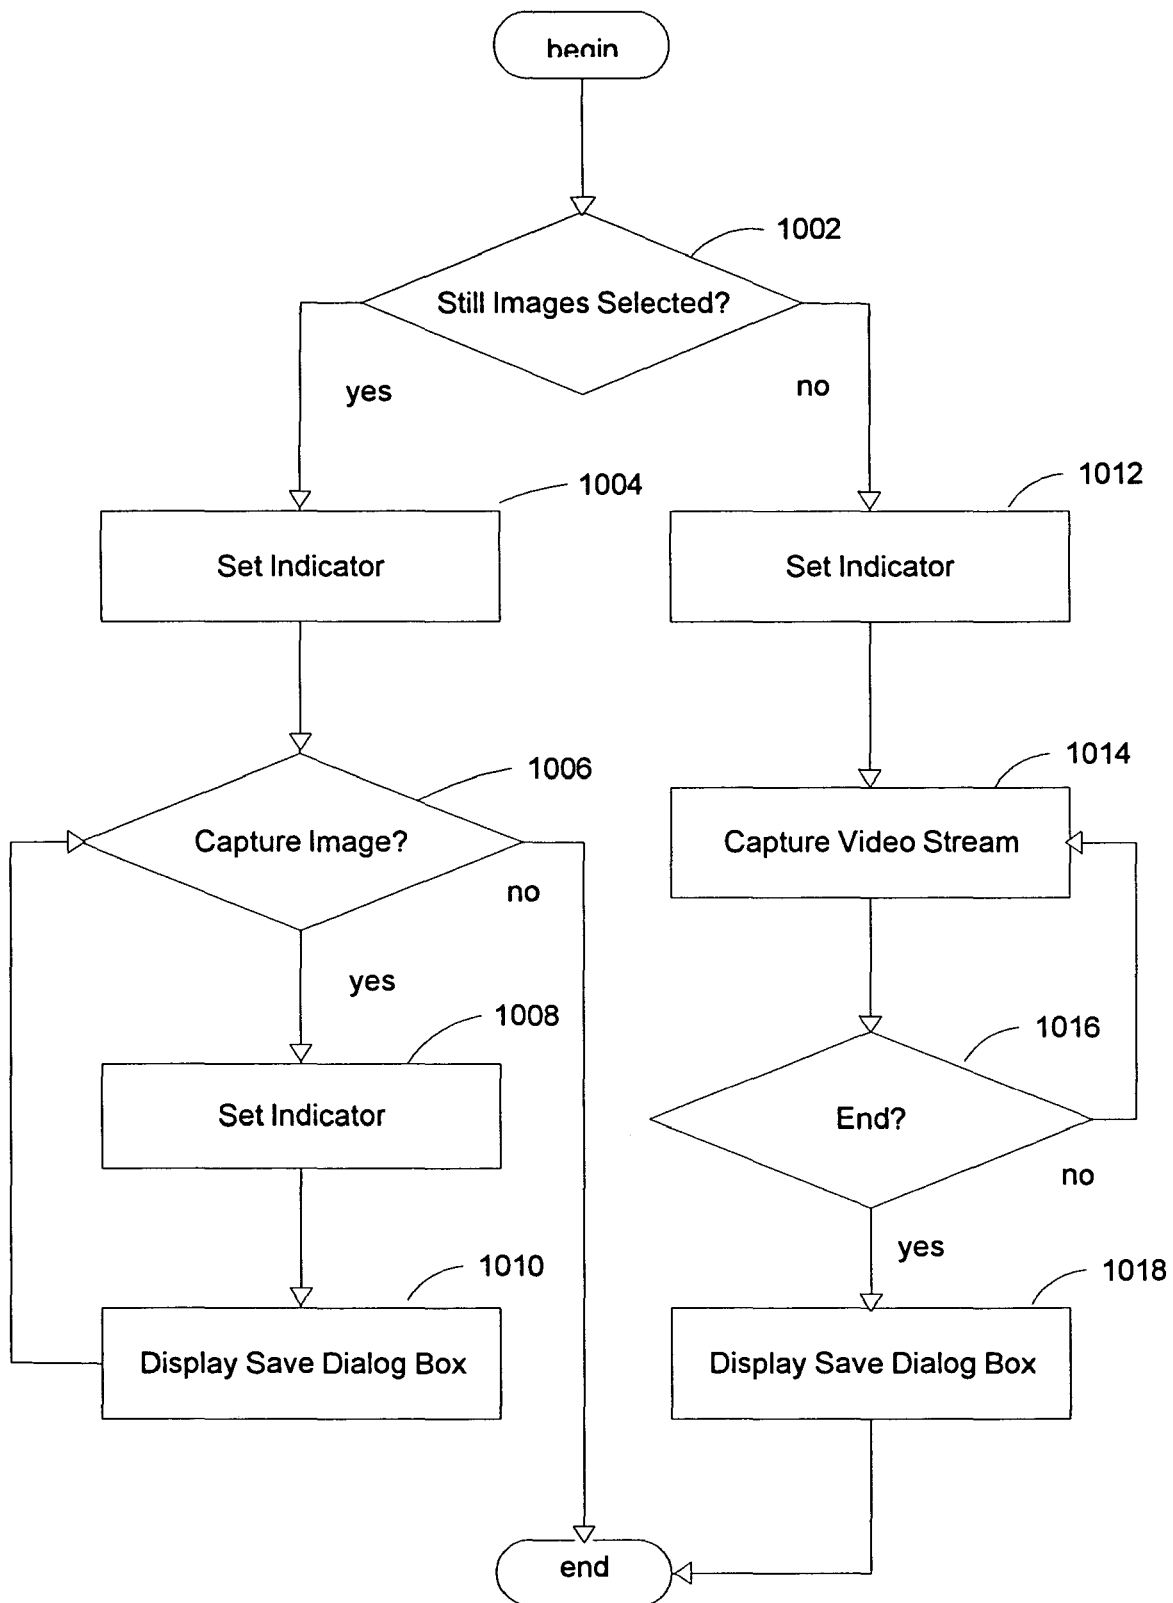 begin
1002
Still Images Selected?
yes
no
1004
1012
Set Indicator
Set Indicator
1006
1014
Capture Image?
Capture Video Stream
no
yes
1008
1016
Set Indicator
End?
no
yes
1010
1018
Display Save Dialog Box
Display Save Dialog Box
end